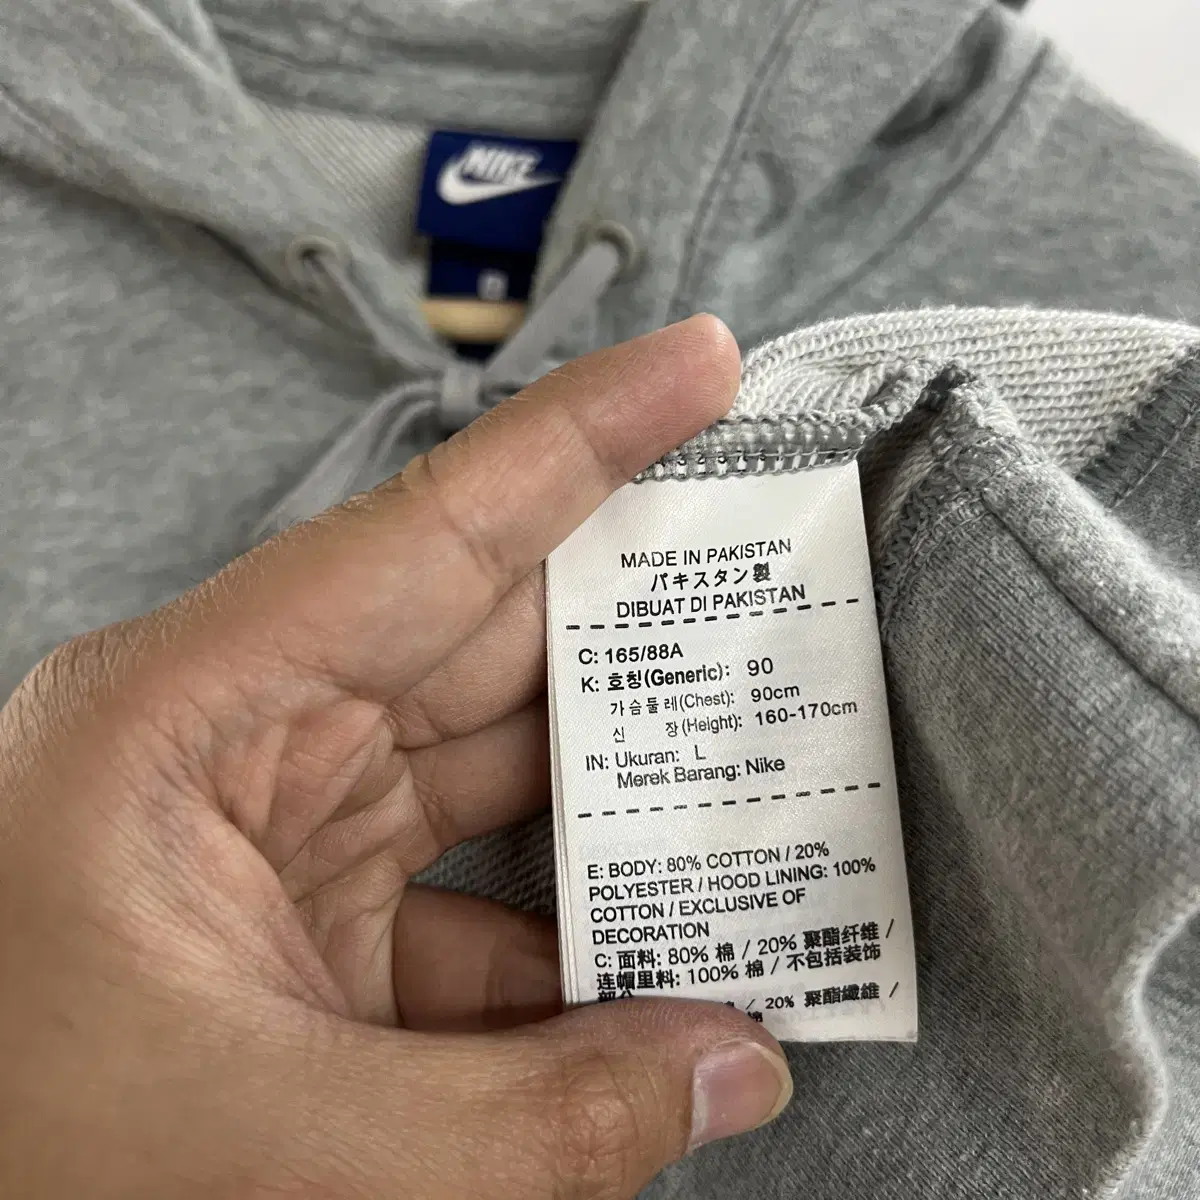 NIKE
MADE IN PAKISTAN
パキスタン製
DIBUAT DI PAKISTAN
C: 165/88A
K: 호칭(Generic): 90
가슴둘레(Chest): 90cm
신 장(Height): 160-170cm
IN: Ukuran: L
Merek Barang: Nike
E: BODY: 80% COTTON / 20%
POLYESTER / HOOD LINING: 100%
COTTON / EXCLUSIVE OF
DECORATION
C: 面料: 80% 棉 / 20% 聚酯纤维 /
连帽里料: 100% 棉 / 不包括装饰
部分
/ 20% 聚酯纖維 /
棉